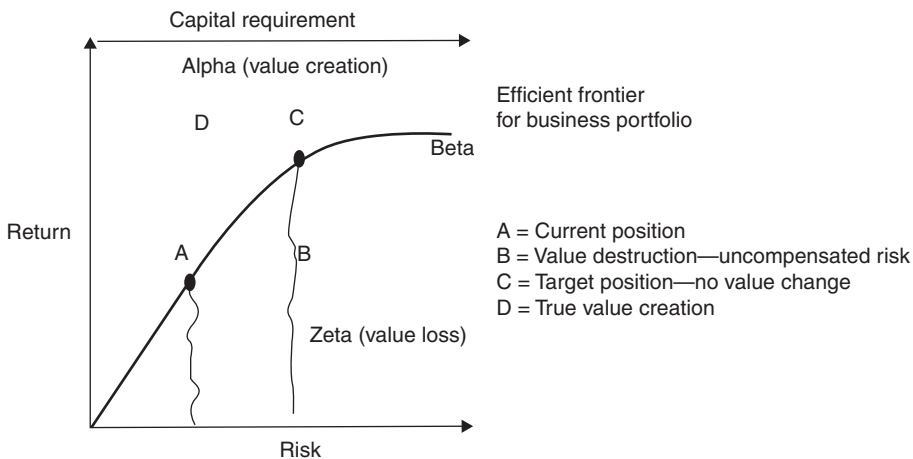 Capital requirement
Alpha (value creation)
D
C
Efficient frontier
for business portfolio
Beta
Return
A
B
A = Current position
B = Value destruction—uncompensated risk
C = Target position—no value change
D = True value creation
Zeta (value loss)
Risk